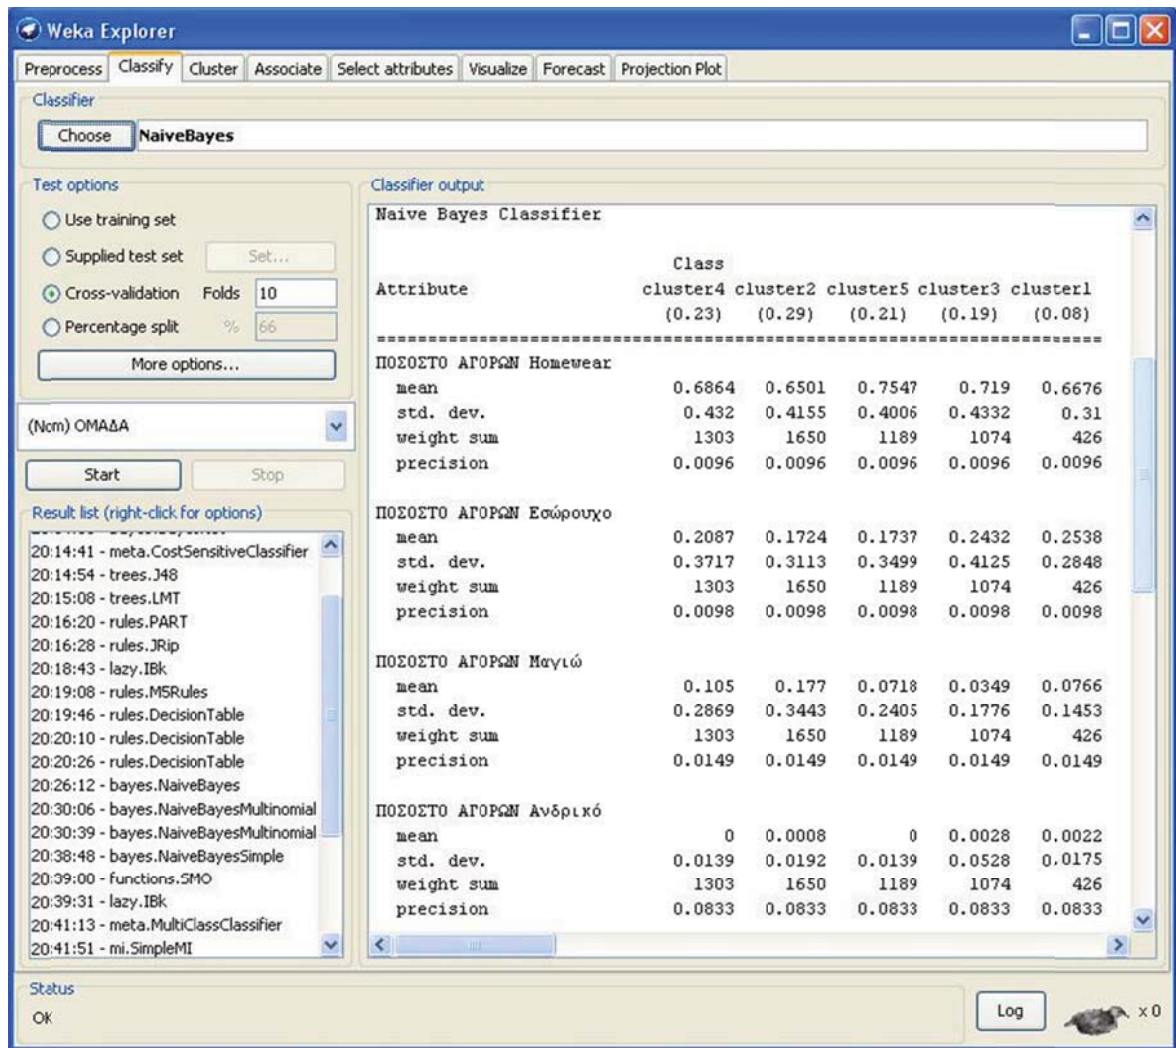 Weka Explorer
Preprocess Classify Cluster Associate Select attributes Visualize Forecast Projection Plot
Classifier
Choose NaiveBayes
Test options
Use training set
Supplied test set Set...
Cross-validation Folds 10
Percentage split % 66
More options...
(Nom) ΟΜΑΔΑ
Start Stop
Result list (right-click for options)
20:14:41 - meta.CostSensitiveClassifier
20:14:54 - trees.J48
20:15:08 - trees.LMT
20:16:20 - rules.PART
20:16:28 - rules.JRip
20:18:43 - lazy.IBk
20:19:08 - rules.M5Rules
20:19:46 - rules.DecisionTable
20:20:10 - rules.DecisionTable
20:20:26 - rules.DecisionTable
20:26:12 - bayes.NaiveBayes
20:30:06 - bayes.NaiveBayesMultinomial
20:30:39 - bayes.NaiveBayesMultinomial
20:38:48 - bayes.NaiveBayesSimple
20:39:00 - functions.SMO
20:39:31 - lazy.IBk
20:41:13 - meta.MultiClassClassifier
20:41:51 - mi.SimpleMI
Classifier output
Naive Bayes Classifier
Class
Attribute cluster4 cluster2 cluster5 cluster3 cluster1
(0.23) (0.29) (0.21) (0.19) (0.08)
ΠΟΣΟΣΤΟ ΑΓΟΡΩΝ Homewear
mean 0.6864 0.6501 0.7547 0.719 0.6676
std. dev. 0.432 0.4155 0.4006 0.4332 0.31
weight sum 1303 1650 1189 1074 426
precision 0.0096 0.0096 0.0096 0.0096 0.0096
ΠΟΣΟΣΤΟ ΑΓΟΡΩΝ Εσώρουχο
mean 0.2087 0.1724 0.1737 0.2432 0.2538
std. dev. 0.3717 0.3113 0.3499 0.4125 0.2848
weight sum 1303 1650 1189 1074 426
precision 0.0098 0.0098 0.0098 0.0098 0.0098
ΠΟΣΟΣΤΟ ΑΓΟΡΩΝ Μαγιώ
mean 0.105 0.177 0.0718 0.0349 0.0766
std. dev. 0.2869 0.3443 0.2405 0.1776 0.1453
weight sum 1303 1650 1189 1074 426
precision 0.0149 0.0149 0.0149 0.0149 0.0149
ΠΟΣΟΣΤΟ ΑΓΟΡΩΝ Ανδρικό
mean 0 0.0008 0 0.0028 0.0022
std. dev. 0.0139 0.0192 0.0139 0.0528 0.0175
weight sum 1303 1650 1189 1074 426
precision 0.0833 0.0833 0.0833 0.0833 0.0833
Status
OK
Log
x 0